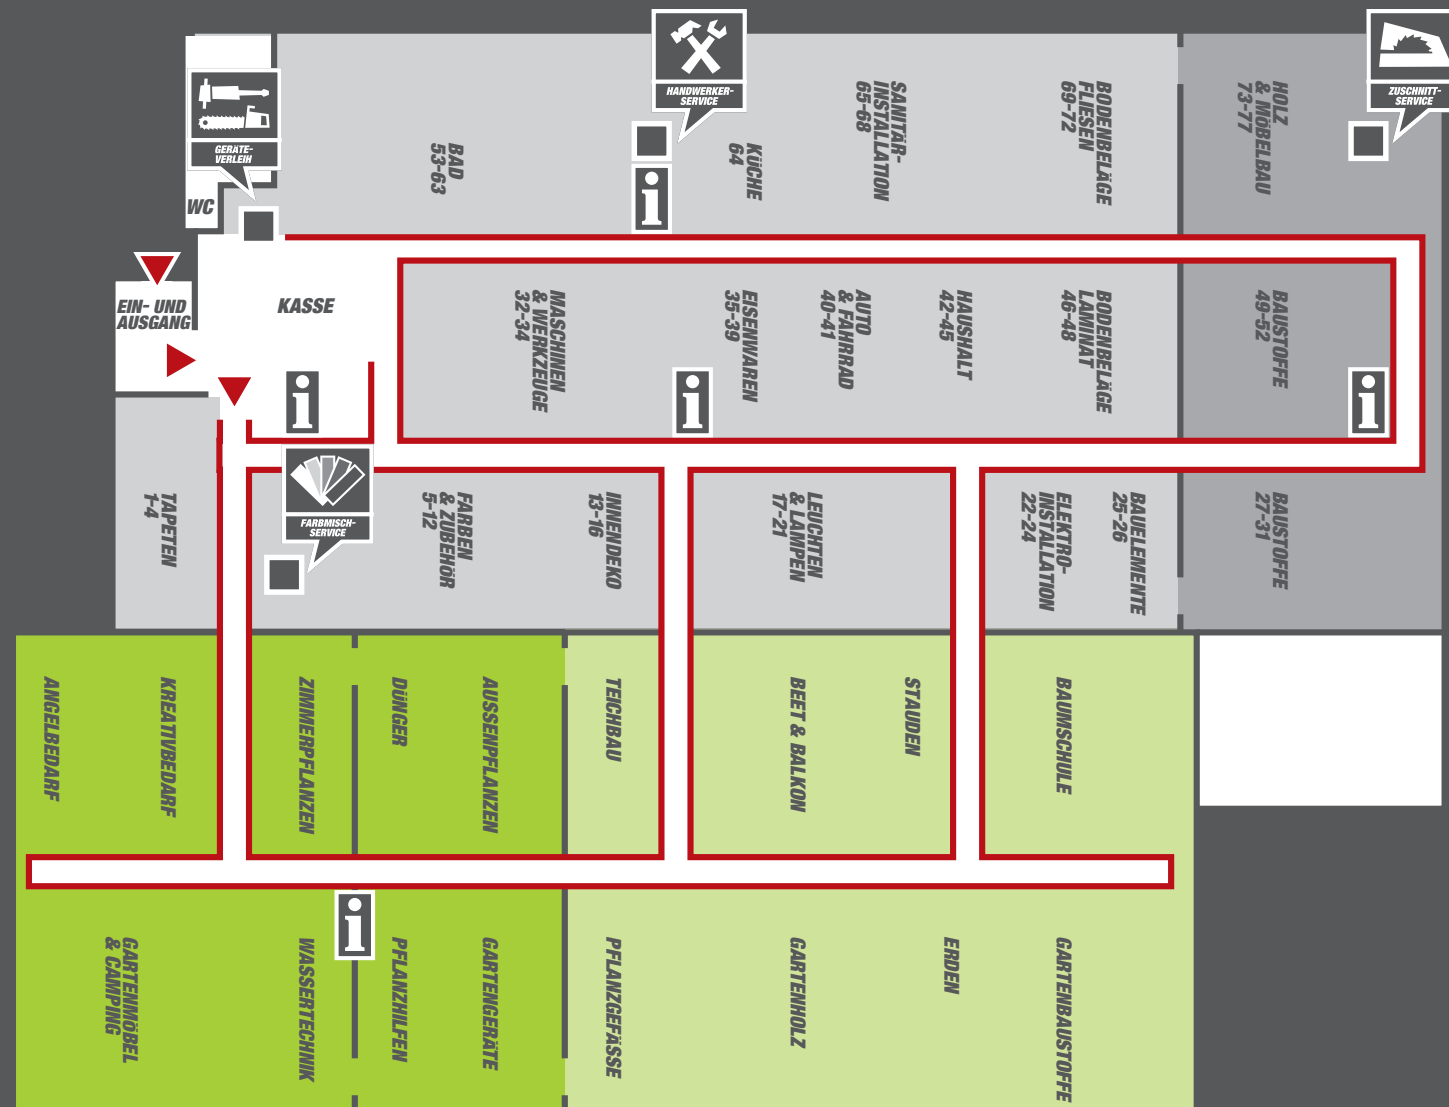 GERÄTE-
VERLEIH
HANDWERKER-
SERVICE
ZUSCHNITT-
SERVICE
WC
BAD
53-63
KÜCHE
64
SANITÄR-
INSTALLATION
65-68
BODENBELÄGE
FLIESEN
69-72
HOLZ
& MÖBELBAU
73-77
i
EIN- UND
AUSGANG
KASSE
MASCHINEN
& WERKZEUGE
32-34
EISENWAREN
35-39
AUTO
& FAHRRAD
40-41
HAUSHALT
42-45
BODENBELÄGE
LAMINAT
46-48
BAUSTOFFE
49-52
i
i
i
FARBMISCH-
SERVICE
TAPETEN
1-4
FARBEN
& ZUBEHÖR
5-12
INNENDEKO
13-16
LEUCHTEN
& LAMPEN
17-21
ELEKTRO-
INSTALLATION
22-24
BAUELEMENTE
25-26
BAUSTOFFE
27-31
ANGELBEDARF
KREATIVBEDARF
ZIMMERPFLANZEN
DÜNGER
AUSSENPFLANZEN
TEICHBAU
BEET & BALKON
STAUDEN
BAUMSCHULE
i
GARTENMÖBEL
& CAMPING
WASSERTECHNIK
PFLANZHILFEN
GARTENGERÄTE
PFLANZGEFÄSSE
GARTENHOLZ
ERDEN
GARTENBAUSTOFFE